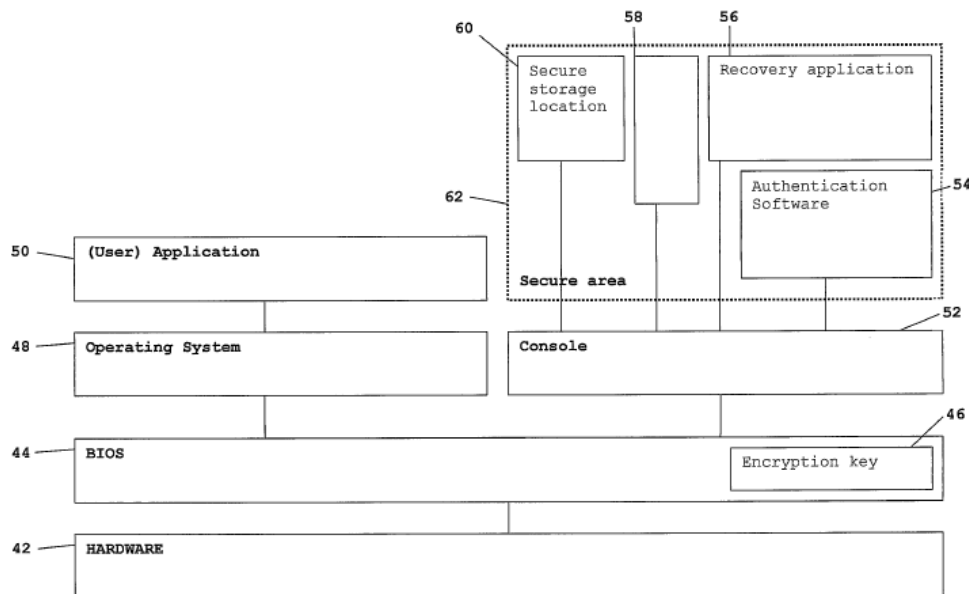 60
58
56
Secure
storage
location
Recovery application
62
Authentication
Software
54
50
(User) Application
Secure area
52
48
Operating System
Console
46
44
BIOS
Encryption key
42
HARDWARE